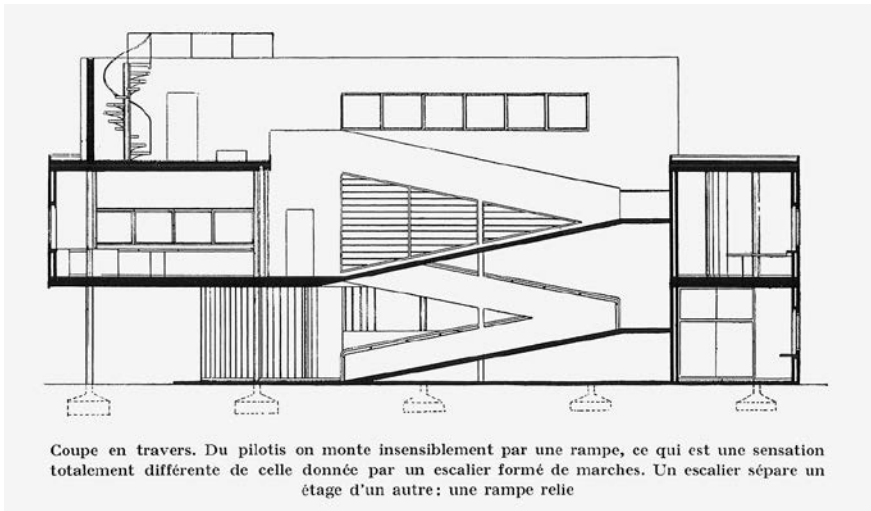 Coupe en travers. Du pilotis on monte insensiblement par une rampe, ce qui est une sensation
totalement différente de celle donnée par un escalier formé de marches. Un escalier sépare un
étage d'un autre: une rampe relie